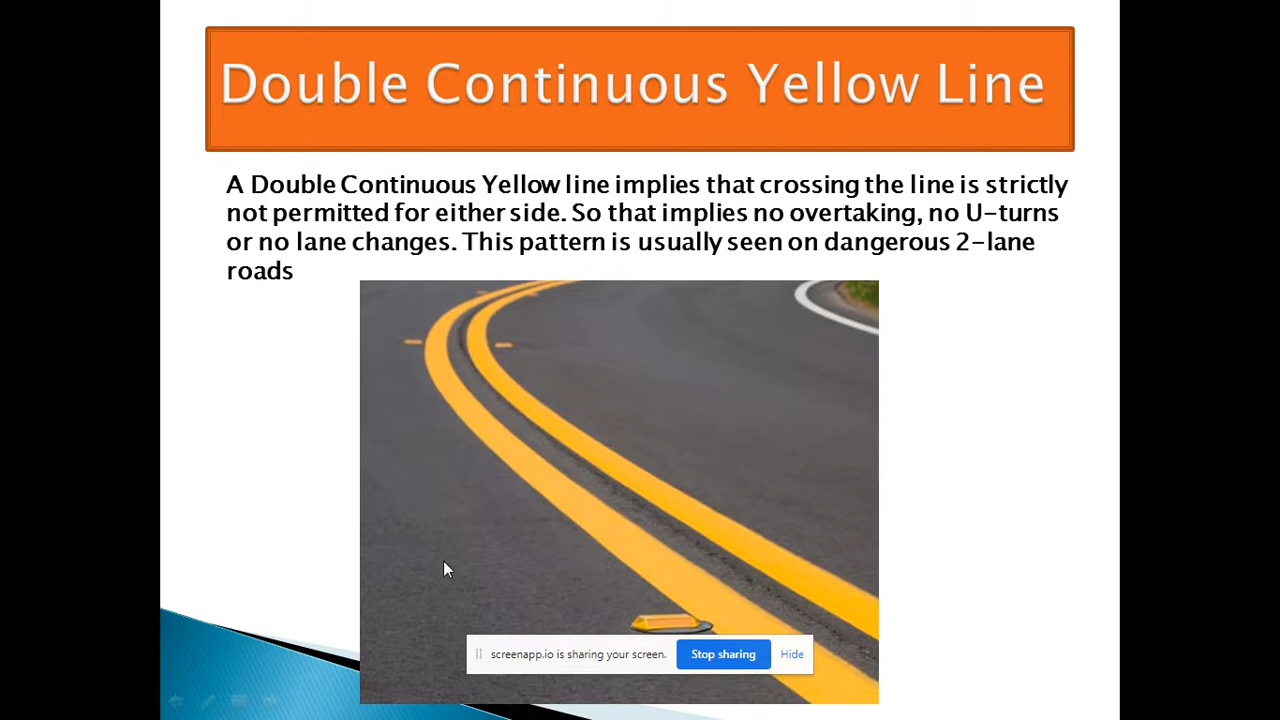 Double Continuous Yellow Line
A Double Continuous Yellow line implies that crossing the line is strictly
not permitted for either side. So that implies no overtaking, no U-turns
or no lane changes. This pattern is usually seen on dangerous 2-lane
roads
screenapp.io is sharing your screen. Stop sharing Hide